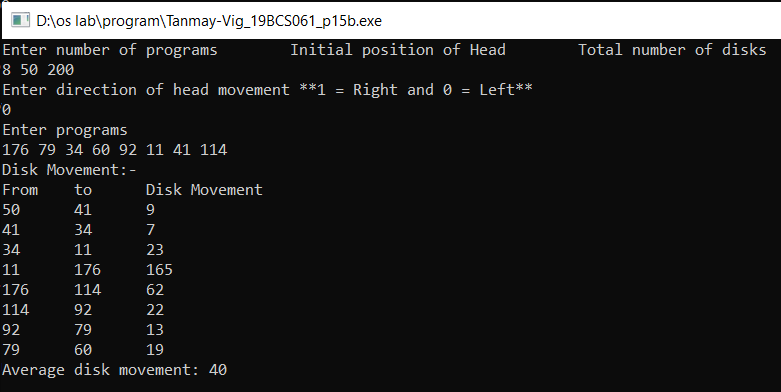 D:\os lab\program\Tanmay-Vig_19BCS061_p15b.exe
Enter number of programs Initial position of Head Total number of disks
8 50 200
Enter direction of head movement **1 = Right and 0 = Left**
0
Enter programs
176 79 34 60 92 11 41 114
Disk Movement:-
From to Disk Movement
50 41 9
41 34 7
34 11 23
11 176 165
176 114 62
114 92 22
92 79 13
79 60 19
Average disk movement: 40